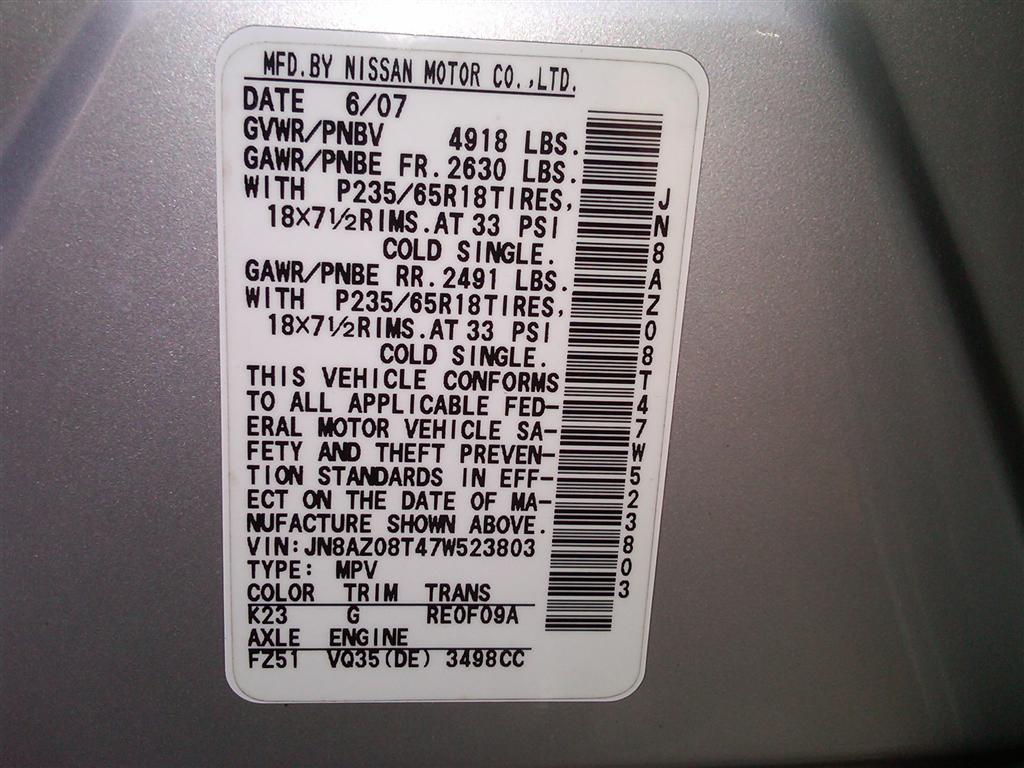 MFD.BY NISSAN MOTOR CO.,LTD.
DATE 6/07
GVWR/PNBV 4918 LBS.
GAWR/PNBE FR.2630 LBS.
WITH P235/65R18TIRES,
18×7½RIMS.AT 33 PSI
COLD SINGLE.
GAWR/PNBE RR.2491 LBS.
WITH P235/65R18TIRES,
18×7½RIMS.AT 33 PSI
COLD SINGLE.
THIS VEHICLE CONFORMS
TO ALL APPLICABLE FED-
ERAL MOTOR VEHICLE SA-
FETY AND THEFT PREVEN-
TION STANDARDS IN EFF-
ECT ON THE DATE OF MA-
NUFACTURE SHOWN ABOVE.
VIN:JN8AZ08T47W523803
TYPE: MPV
COLOR TRIM TRANS
K23 G RE0F09A
AXLE ENGINE
FZ51 VQ35(DE) 3498CC
JN8AZ08T47W523803